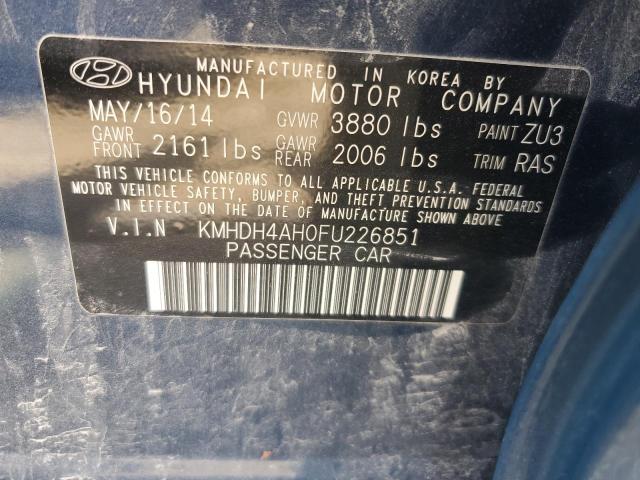 MANUFACTURED IN KOREA BY
HYUNDAI MOTOR COMPANY
MAY/16/14 GVWR 3880 lbs PAINT ZU3
GAWR FRONT 2161 lbs GAWR REAR 2006 lbs TRIM RAS
THIS VEHICLE CONFORMS TO ALL APPLICABLE U.S.A. FEDERAL
MOTOR VEHICLE SAFETY, BUMPER, AND THEFT PREVENTION STANDARDS
IN EFFECT ON THE DATE OF MANUFACTURE SHOWN ABOVE.
V.I.N KMHDH4AH0FU226851
PASSENGER CAR